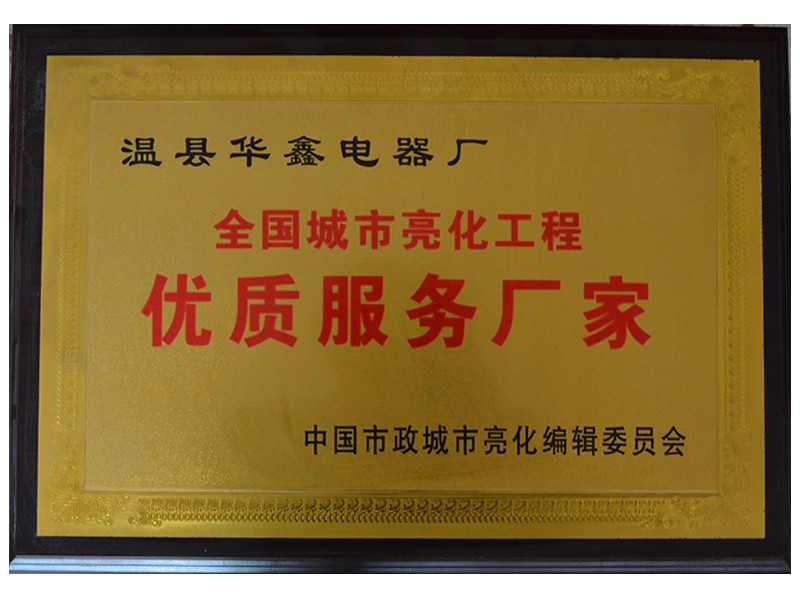 温县华鑫电器厂
全国城市亮化工程
优质服务厂家
中国市政城市亮化编辑委员会